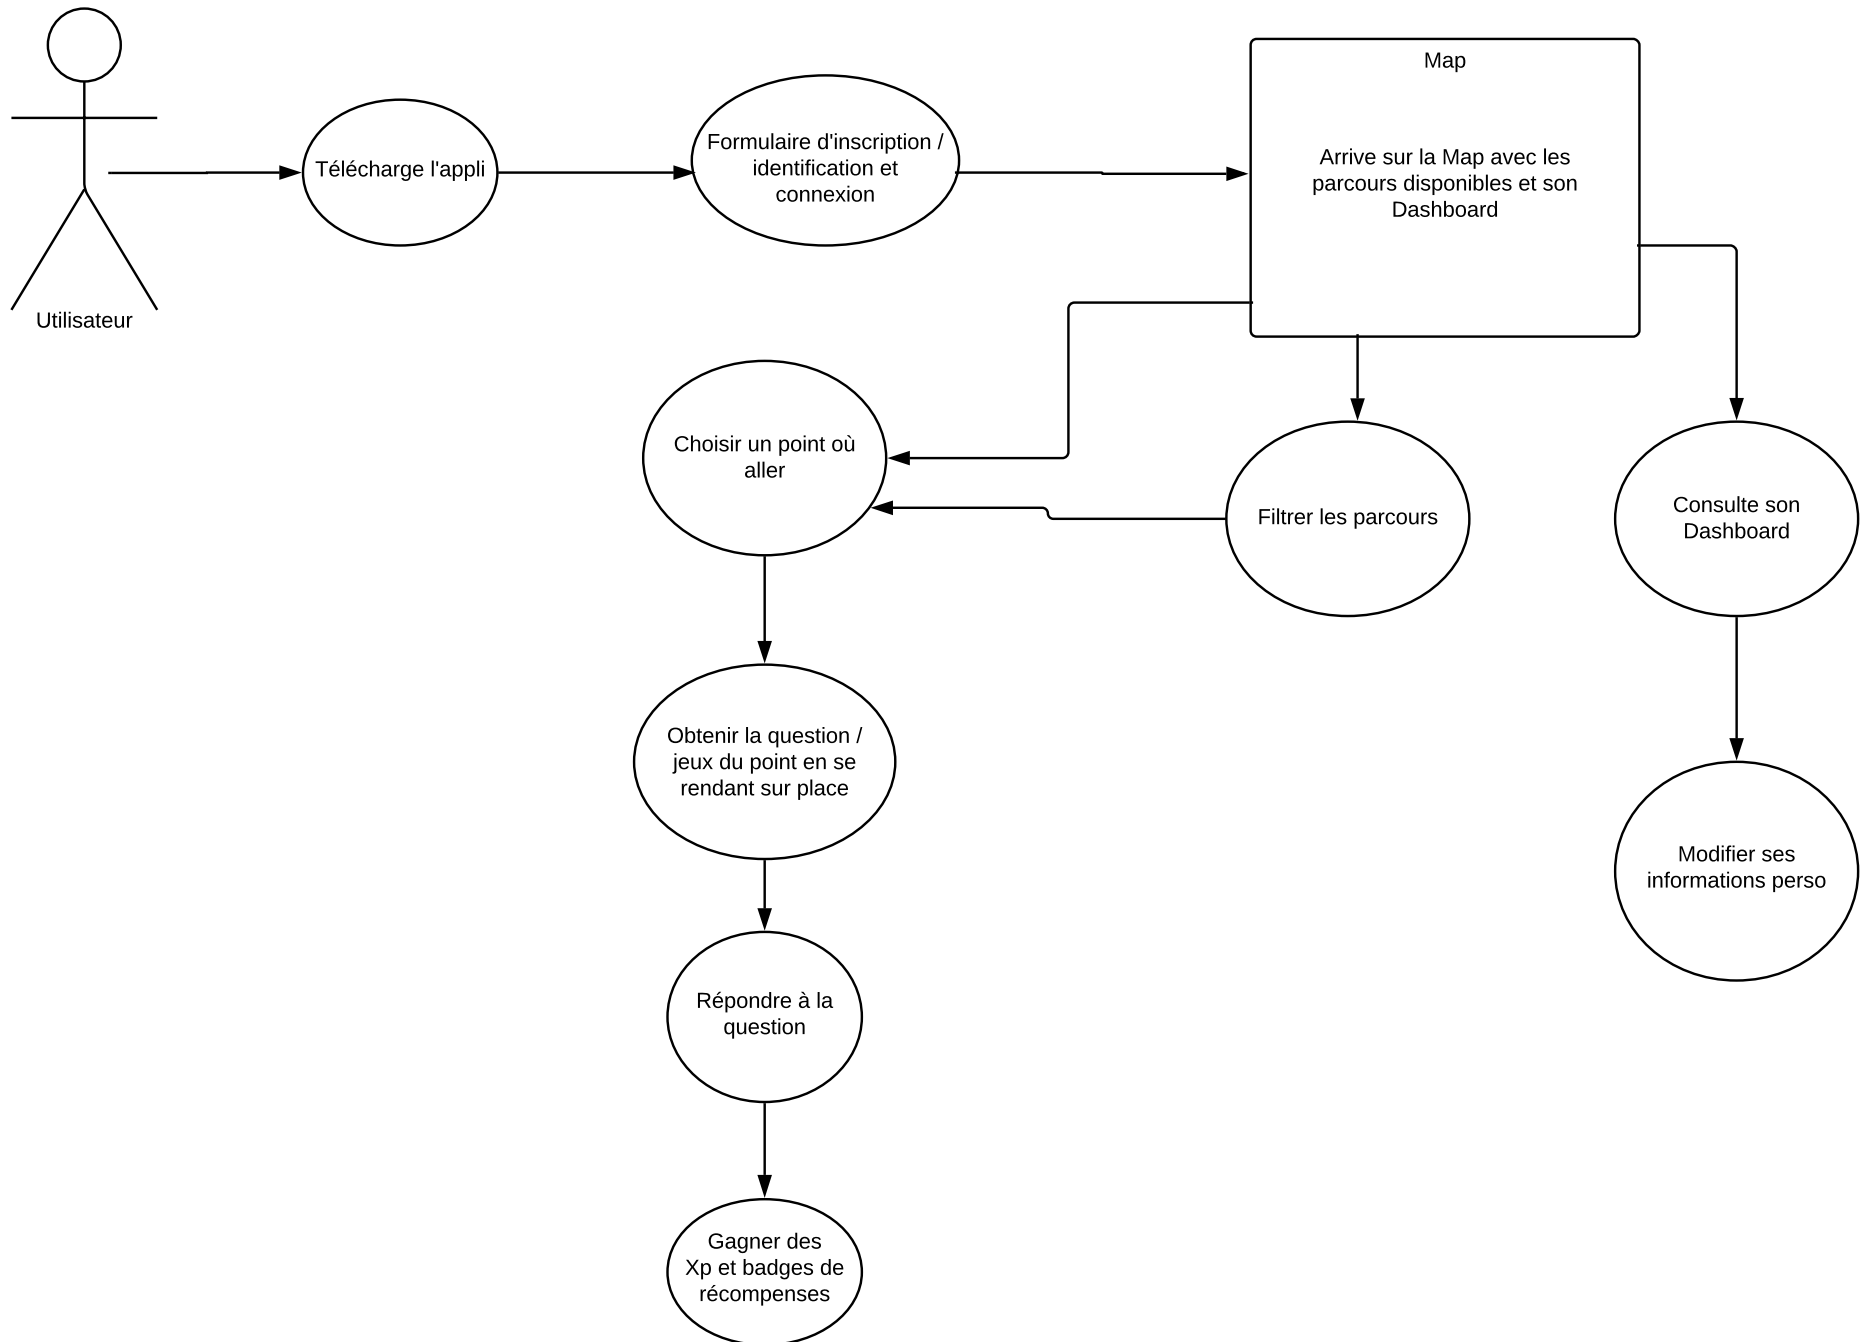 Utilisateur
Télécharge l'appli
Formulaire d'inscription /
identification et
connexion
Map
Arrive sur la Map avec les
parcours disponibles et son
Dashboard
Choisir un point où
aller
Filtrer les parcours
Consulte son
Dashboard
Obtenir la question /
jeux du point en se
rendant sur place
Modifier ses
informations perso
Répondre à la
question
Gagner des
Xp et badges de
récompenses